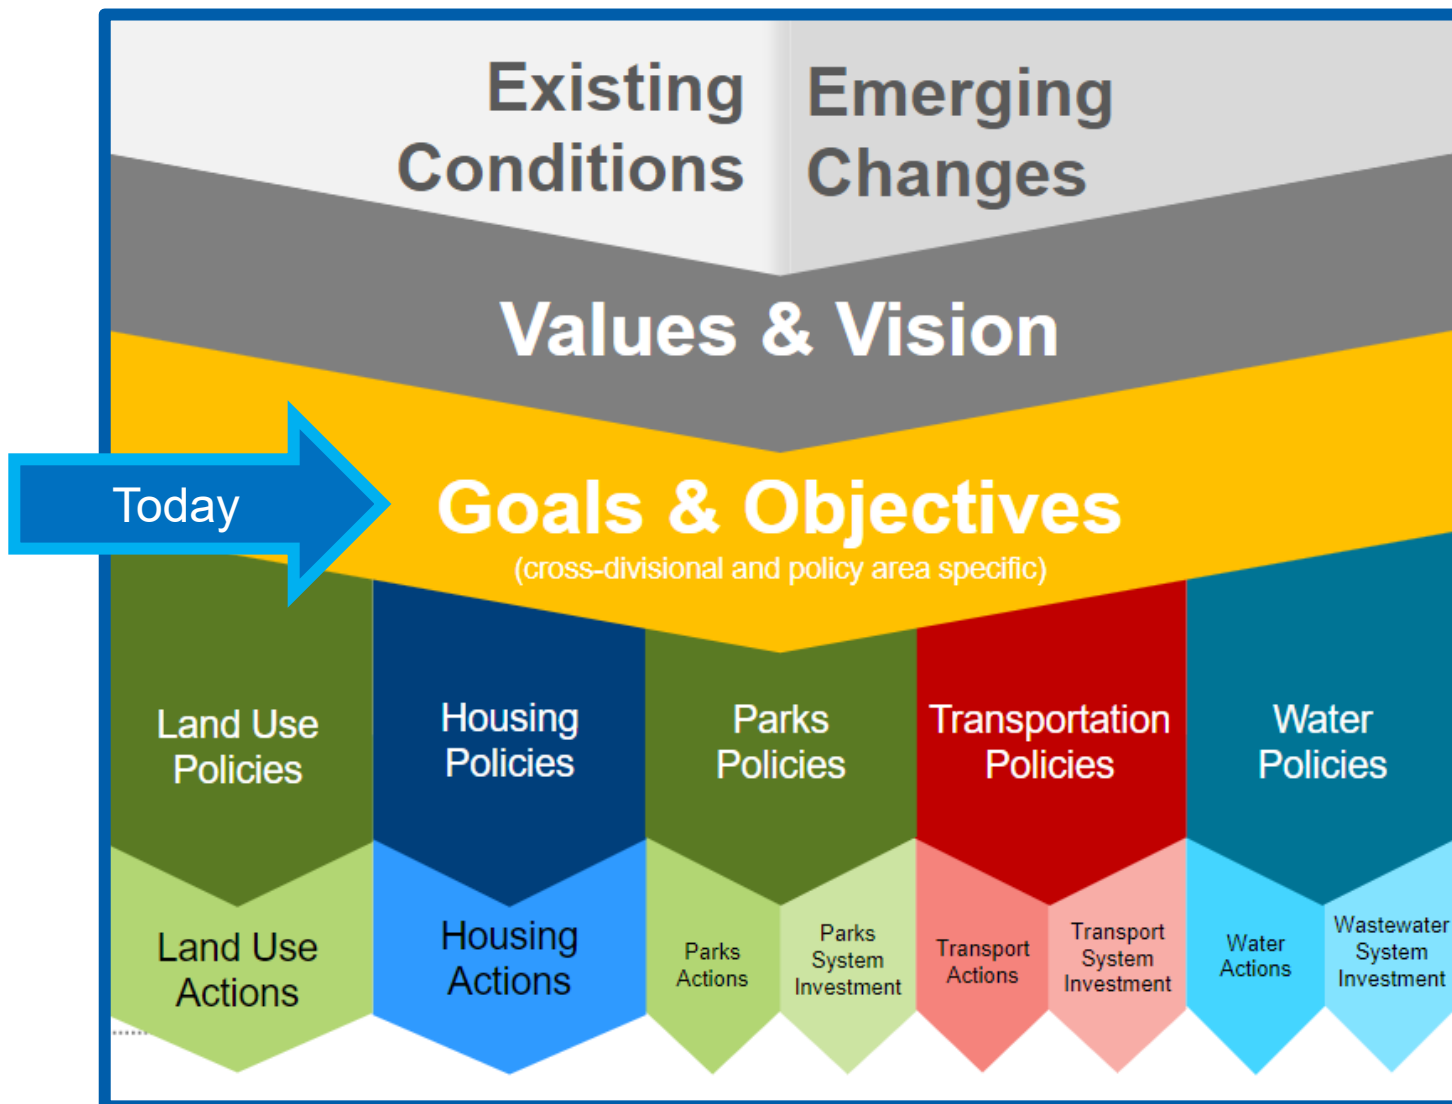 Existing
Conditions
Emerging
Changes
Values & Vision
Today
Goals & Objectives
(cross-divisional and policy area specific)
Land Use
Policies
Housing
Policies
Parks
Policies
Transportation
Policies
Water
Policies
Land Use
Actions
Housing
Actions
Parks
Actions
Parks
System
Investment
Transport
Actions
Transport
System
Investment
Water
Actions
Wastewater
System
Investment